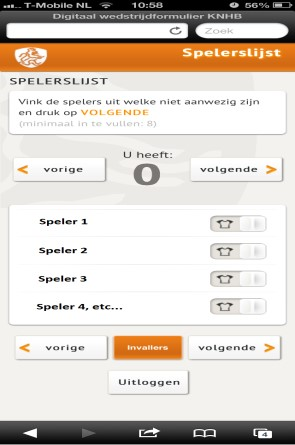 T-Mobile NL 10:58 56%
Digitaal wedstrijdformulier KNHB
Zoek
Spelerslijst
SPELERSLIJST
Vink de spelers uit welke niet aanwezig zijn
en druk op VOLGENDE
(minimaal in te vullen: 8)
U heeft:
< vorige
0
volgende >
Speler 1
Speler 2
Speler 3
Speler 4, etc...
< vorige
Invallers
volgende >
Uitloggen
4